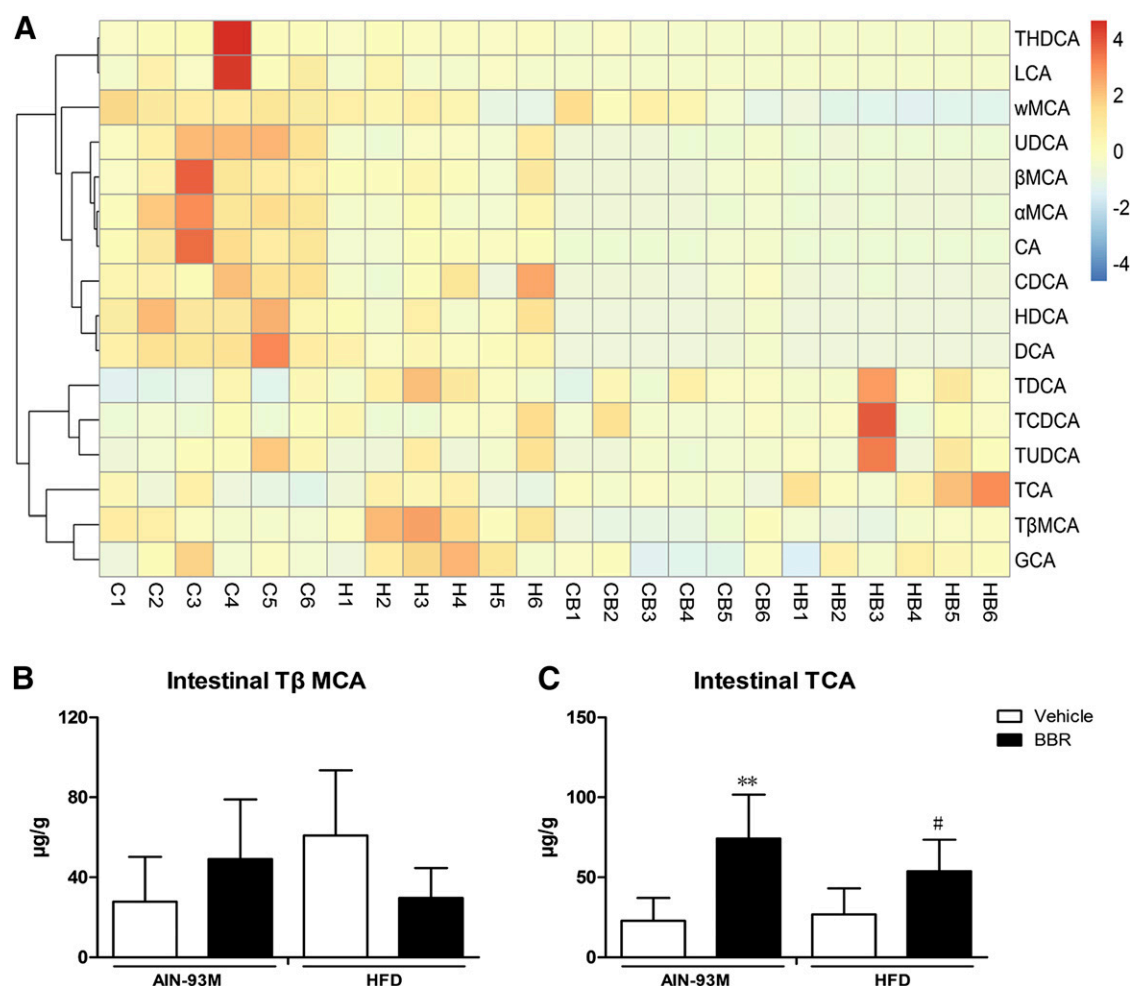 A
THDCA
LCA
wMCA
UDCA
βMCA
αMCA
CA
CDCA
HDCA
DCA
TDCA
TCDCA
TUDCA
TCA
TβMCA
GCA
4
2
0
-2
-4
C1 C2 C3 C4 C5 C6 H1 H2 H3 H4 H5 H6 CB1 CB2 CB3 CB4 CB5 CB6 HB1 HB2 HB3 HB4 HB5 HB6
B
Intestinal Tβ MCA
120
80
40
0
μg/g
AIN-93M HFD
C
Intestinal TCA
150
100
50
0
μg/g
**
#
AIN-93M HFD
Vehicle
BBR